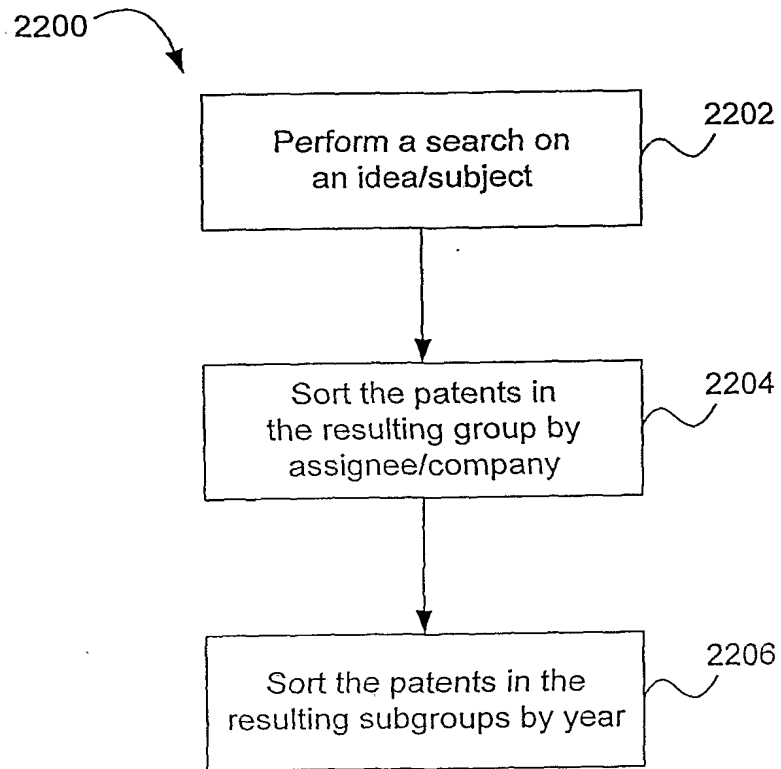 2200
Perform a search on
an idea/subject
2202
Sort the patents in
the resulting group by
assignee/company
2204
Sort the patents in the
resulting subgroups by year
2206